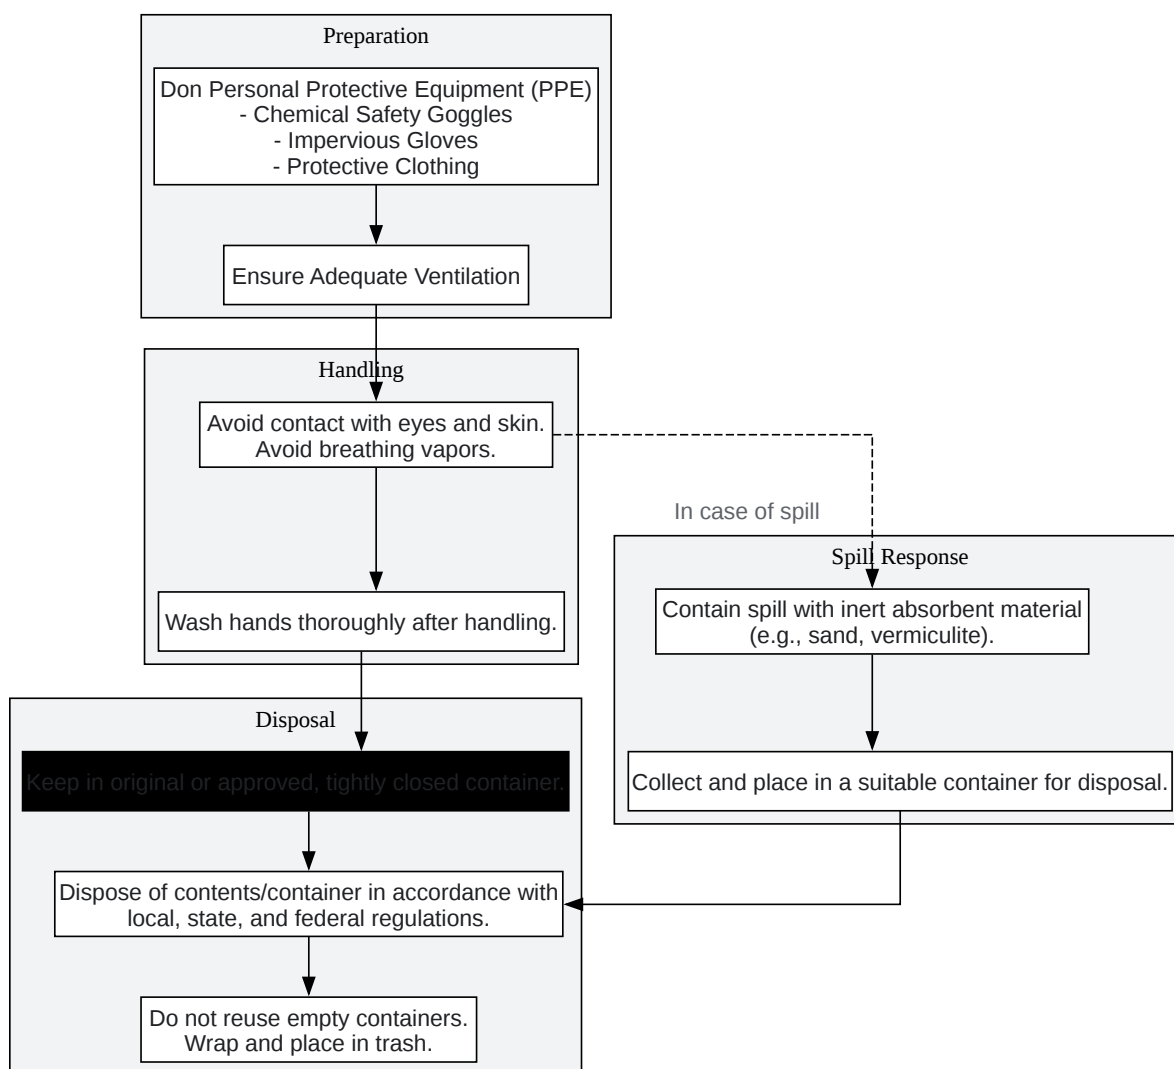 Preparation
Don Personal Protective Equipment (PPE)
- Chemical Safety Goggles
- Impervious Gloves
- Protective Clothing
Ensure Adequate Ventilation
Handling
Avoid contact with eyes and skin.
Avoid breathing vapors.
In case of spill
Spill Response
Contain spill with inert absorbent material
(e.g., sand, vermiculite).
Wash hands thoroughly after handling.
Disposal
Keep in original or approved, tightly closed container.
Collect and place in a suitable container for disposal.
Dispose of contents/container in accordance with
local, state, and federal regulations.
Do not reuse empty containers.
Wrap and place in trash.